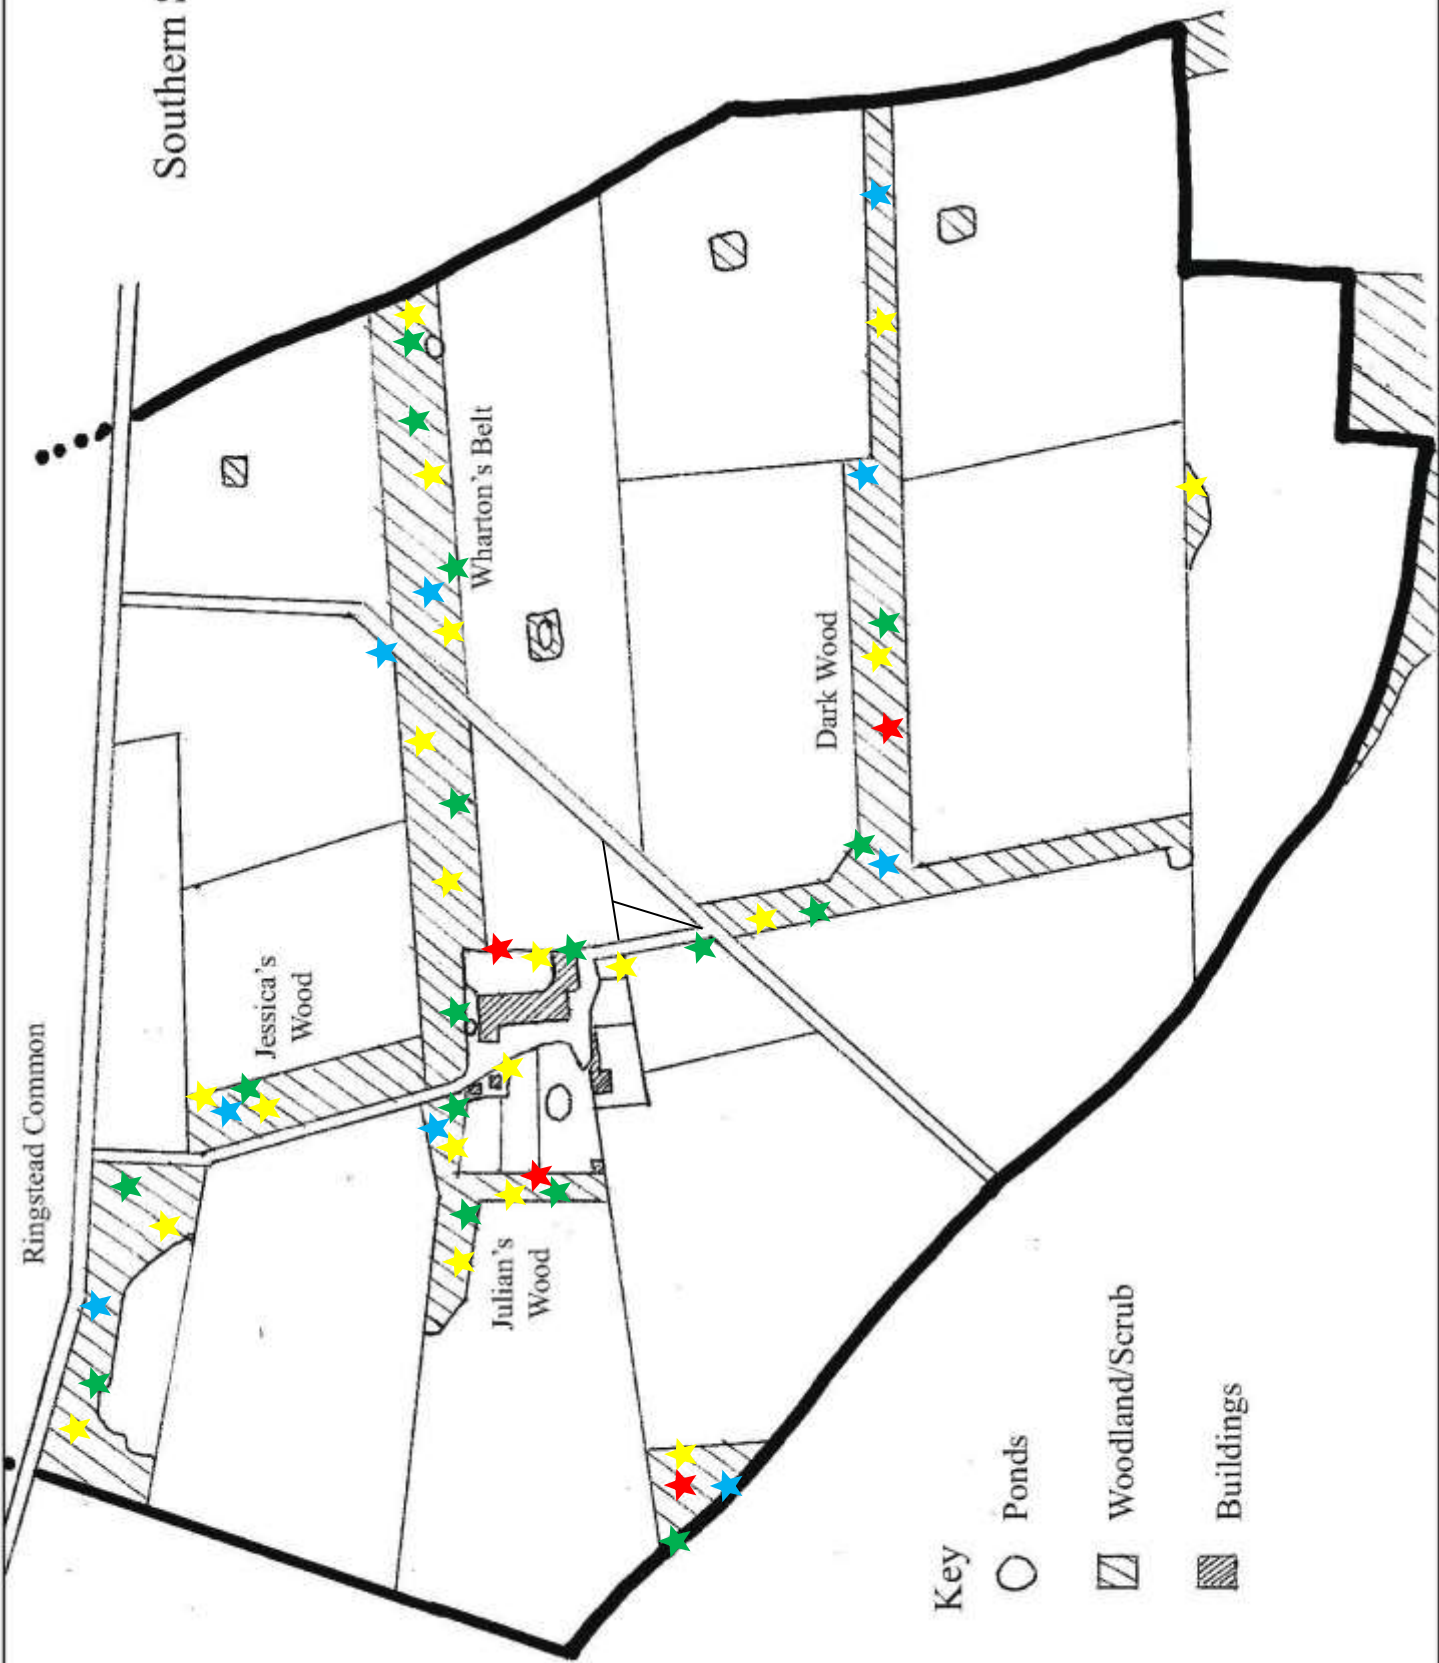 Southern
Ringstead Common
Jessica's
Wood
Wharton's Belt
Julian's
Wood
Dark Wood
Key
Ponds
Woodland/Scrub
Buildings